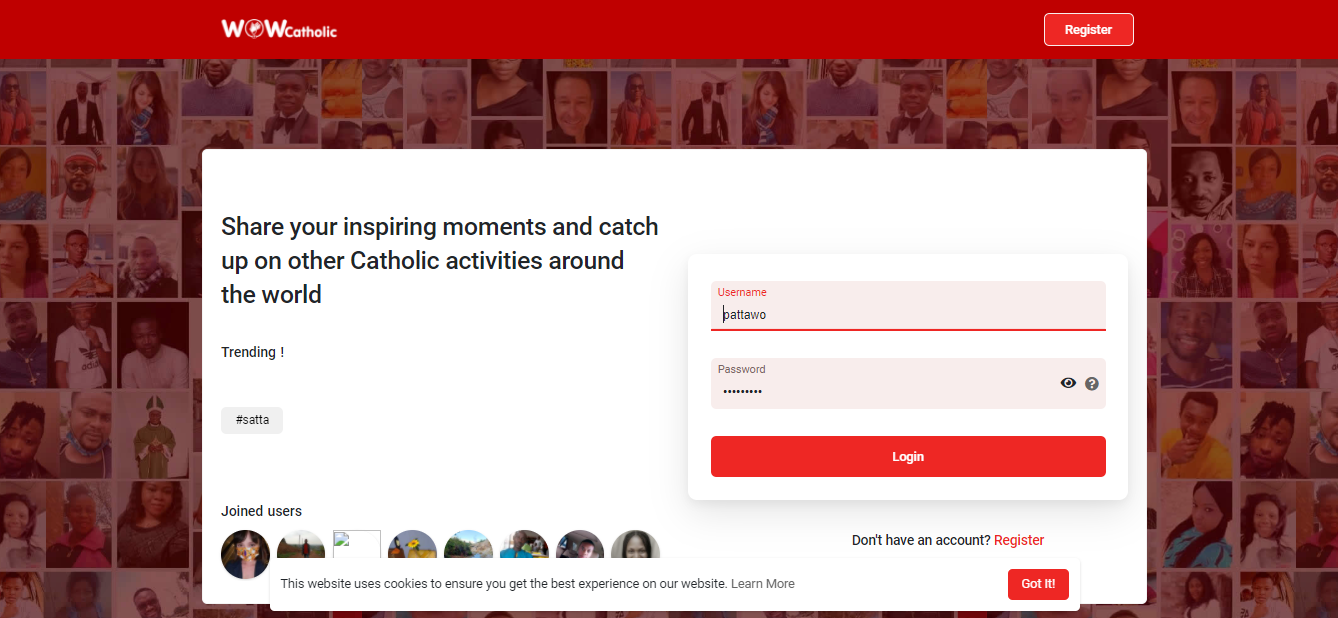 WOWCatholic
Register
Share your inspiring moments and catch
up on other Catholic activities around
the world
Trending !
#satta
Joined users
Username
pattawo
Password
•••••••••
Login
Don't have an account? Register
This website uses cookies to ensure you get the best experience on our website. Learn More
Got It!